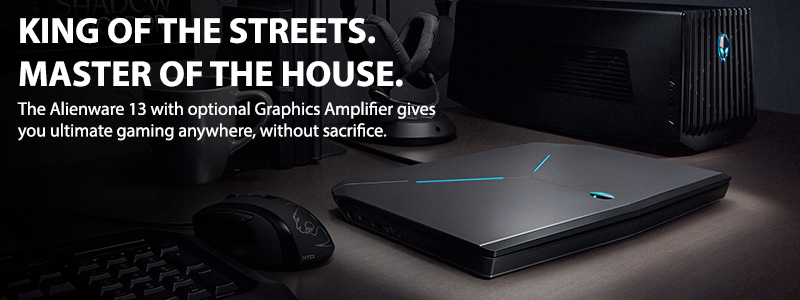 SHADOW
KING OF THE STREETS.
MASTER OF THE HOUSE.
The Alienware 13 with optional Graphics Amplifier gives
you ultimate gaming anywhere, without sacrifice.